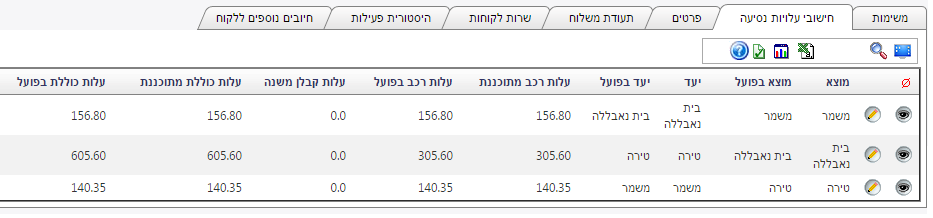 משימות חישובי עלויות נסיעה פרטים תעודת משלוח שרות לקוחות היסטורית פעילות חיובים נוספים ללקוח
מוצא מוצא בפועל יעד יעד בפועל עלות רכב מתוכננת עלות רכב בפועל עלות קבלן משנה עלות כוללת מתוכננת עלות כוללת בפועל
משמר משמר בית נאבללה בית נאבללה 156.80 156.80 0.0 156.80 156.80
בית נאבללה בית נאבללה טירה טירה 305.60 305.60 0.0 605.60 605.60
טירה טירה משמר משמר 140.35 140.35 0.0 140.35 140.35